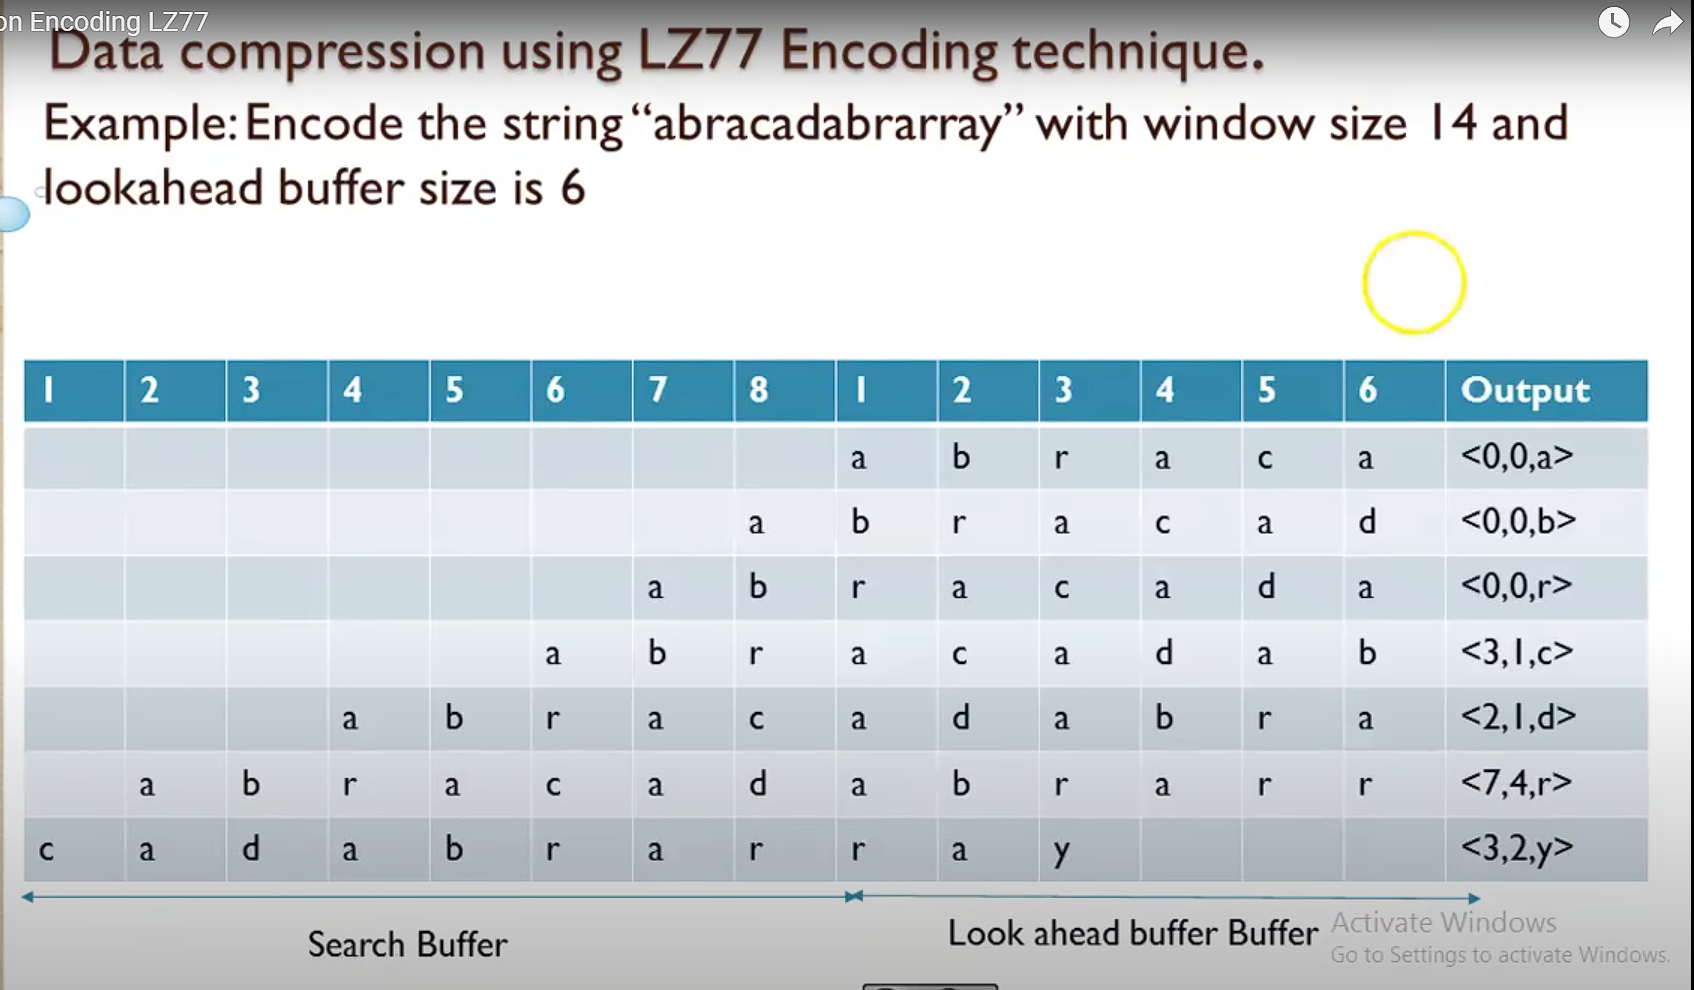 on Encoding LZ77
Data compression using LZ77 Encoding technique.
Example: Encode the string “abracadabrarray” with window size 14 and
lookahead buffer size is 6
1 2 3 4 5 6 7 8 1 2 3 4 5 6 Output
a b r a c a <0,0,a>
a b r a c a d <0,0,b>
a b r a c a d a <0,0,r>
a b r a c a d a b <3,1,c>
a b r a c a d a b r a <2,1,d>
a b r a c a d a b r a r r <7,4,r>
c a d a b r a r r a y <3,2,y>
Search Buffer
Look ahead buffer Buffer
Activate Windows
Go to Settings to activate Windows.